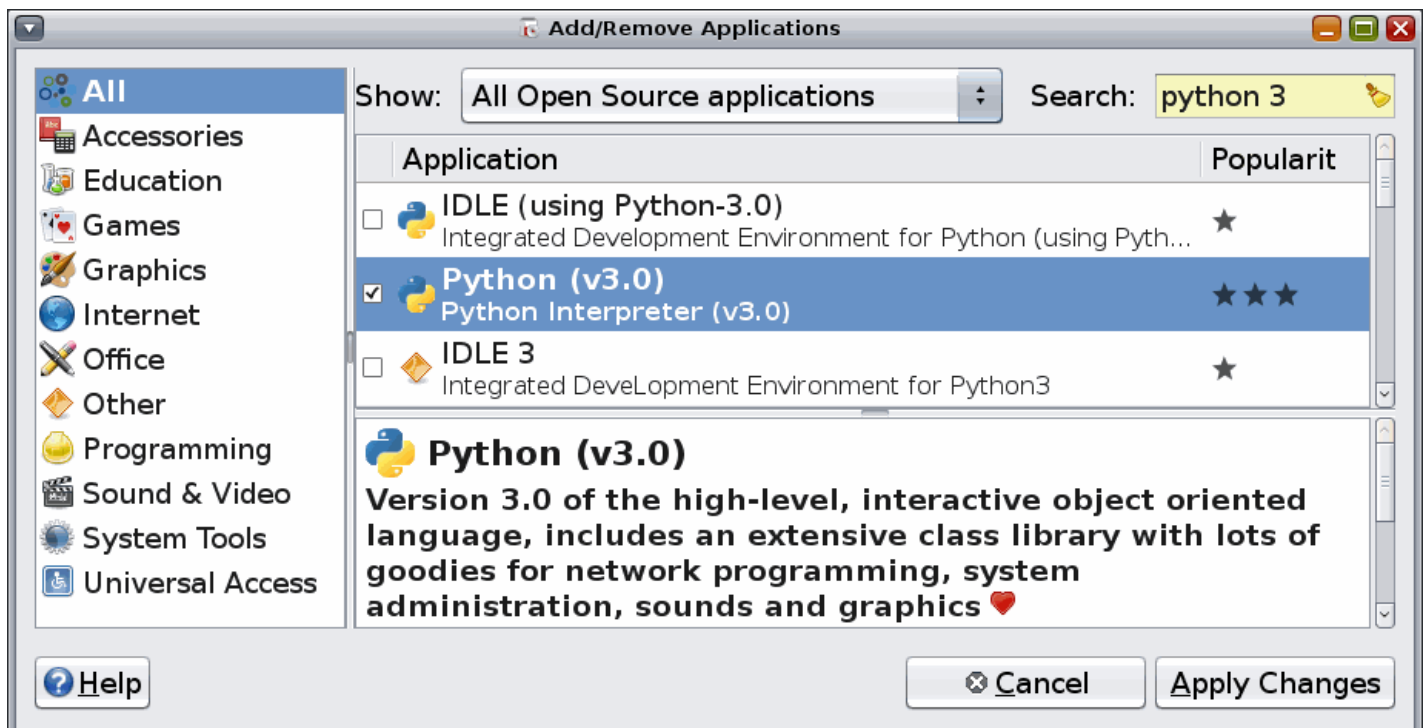 Add/Remove Applications
All
Accessories
Education
Games
Graphics
Internet
Office
Other
Programming
Sound & Video
System Tools
Universal Access
Show: All Open Source applications Search: python 3
Application Popularit
IDLE (using Python-3.0)
Integrated Development Environment for Python (using Pyth...
Python (v3.0)
Python Interpreter (v3.0)
IDLE 3
Integrated DeveLopment Environment for Python3
Python (v3.0)
Version 3.0 of the high-level, interactive object oriented
language, includes an extensive class library with lots of
goodies for network programming, system
administration, sounds and graphics
Help Cancel Apply Changes